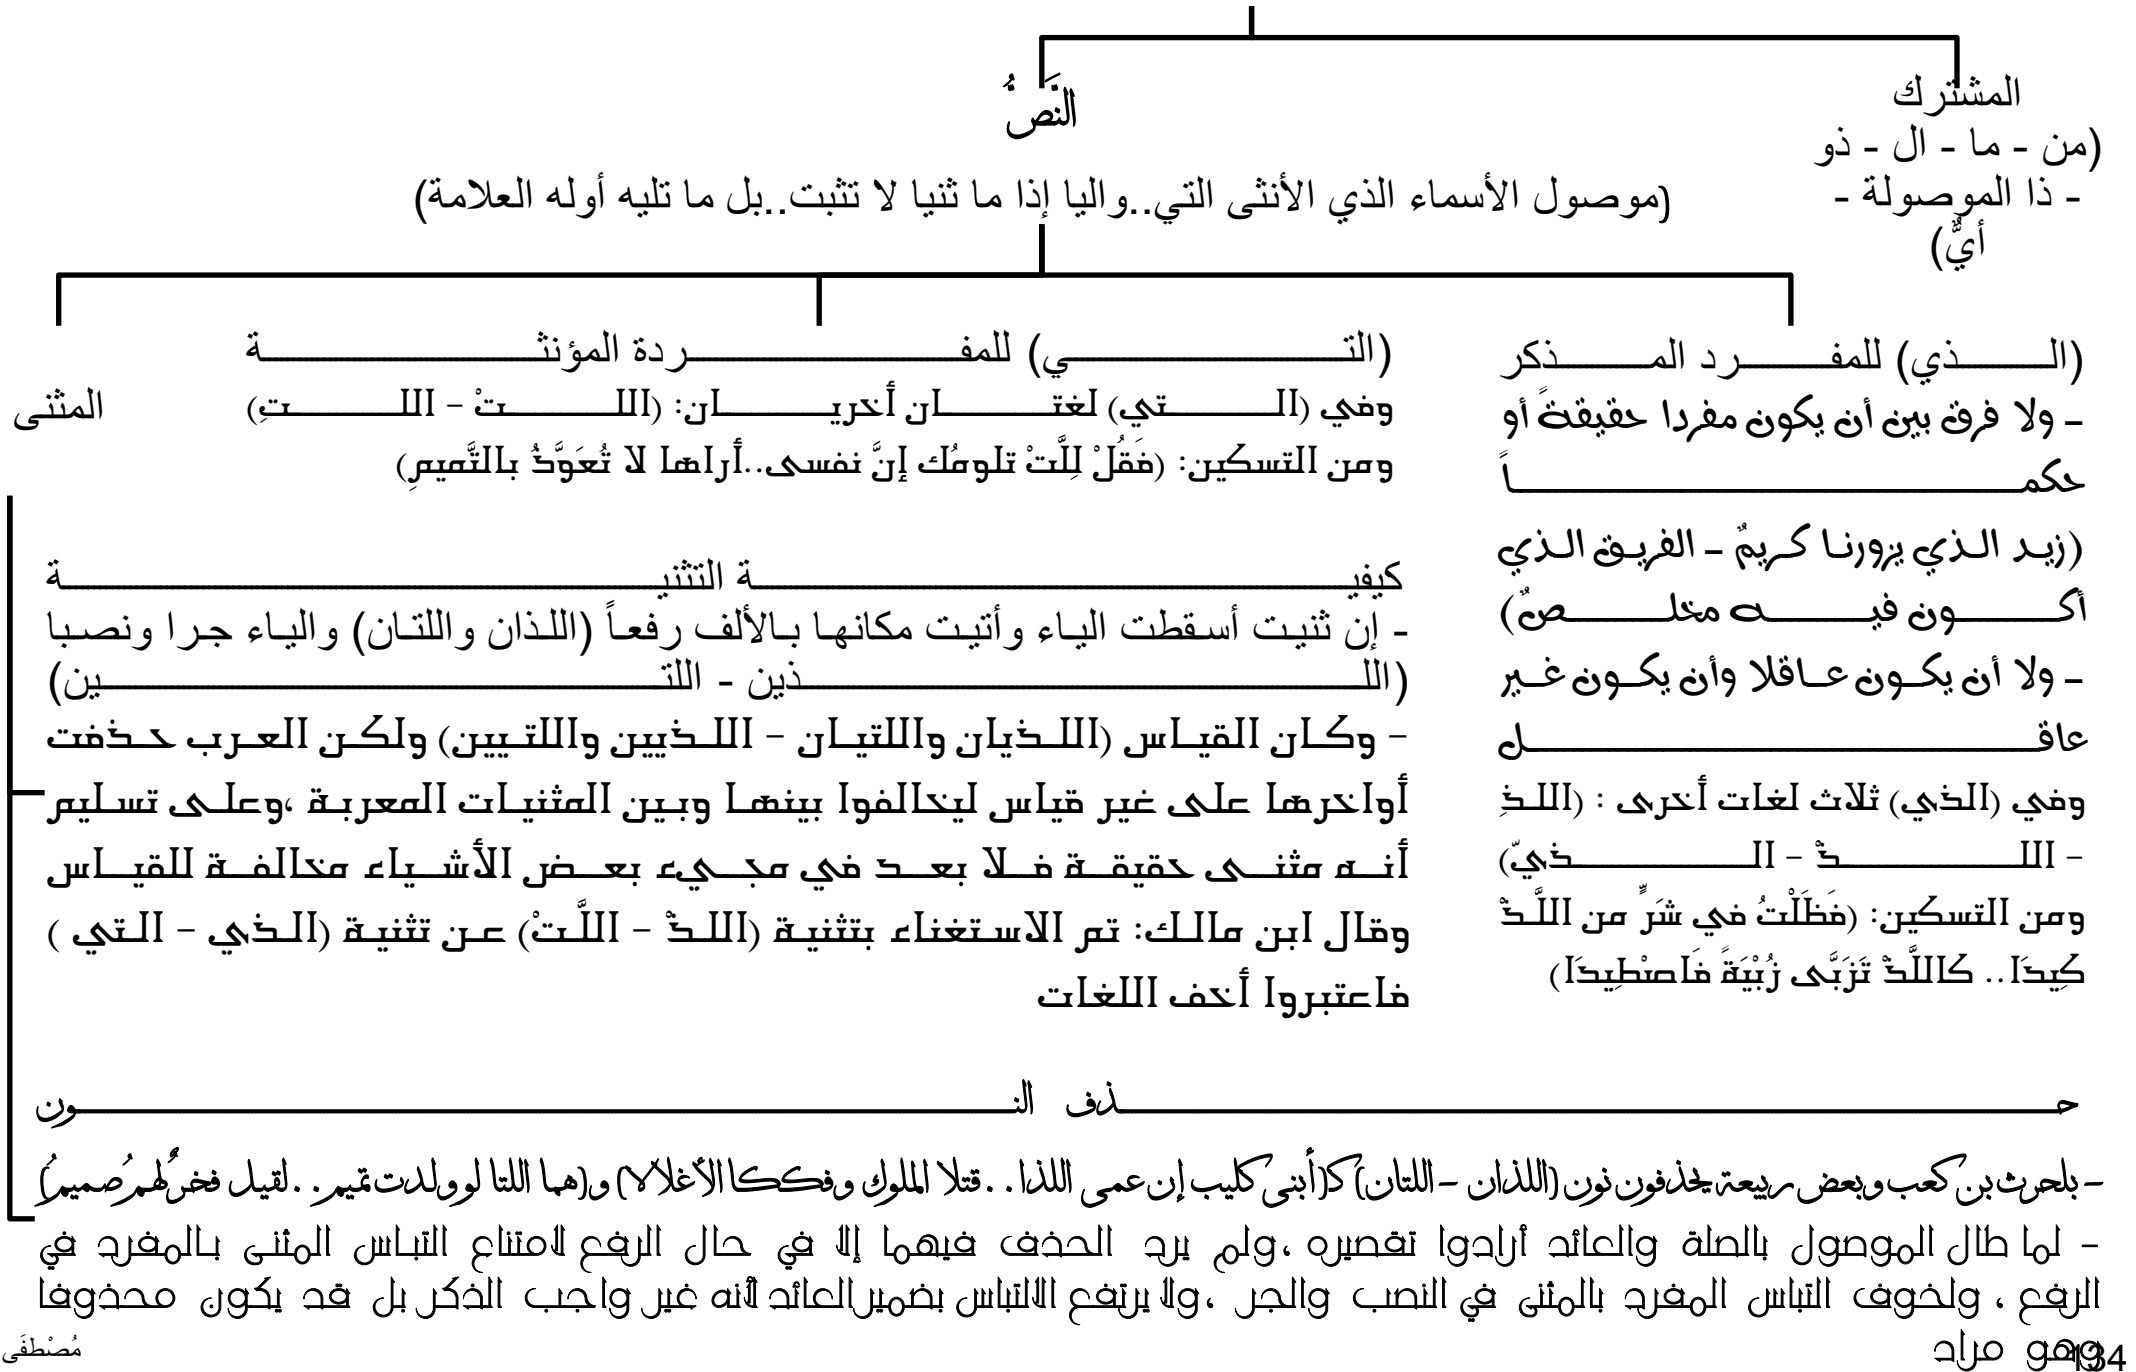 المشترك
(من - ما - ال - ذو
- ذا الموصولة -
أيٌّ)
النَّصُّ
(موصول الأسماء الذي الأنثى التي..واليا إذا ما ثنيا لا تثبت..بل ما تليه أوله العلامة)
(الذي) للمفرد المذكر
- ولا فرق بين أن يكون مفردا حقيقةً أو
حكماً
(زيد الذي يزورنا كريمٌ - الفريق الذي
أكون فيه مخلصٌ)
- ولا أن يكون عاقلا وأن يكون غير
عاقل
وفي (الذي) ثلاث لغات أخرى : (اللذِ
- اللذْ - الذيّ)
ومن التسكين: (فَظَلْتُ في شَرٍّ من اللَّذْ
كِيدَا.. كاللَّذْ تَزَبَّى زُبْيَةً فَاصْطِيدَا)
(التي) للمفردة المؤنثة
وفي (التي) لغتان أخريان: (اللتْ - اللتِ)
ومن التسكين: (فَقُلْ لِلَّتْ تلومُك إنَّ نفسى..أراها لا تُعَوَّذُ بالتَّميمِ)
المثنى
كيفية التثنية
- إن ثنيت أسقطت الياء وأتيت مكانها بالألف رفعاً (اللذان واللتان) والياء جرا ونصبا
(اللذين - اللتين)
- وكان القياس (اللذيان واللتيان - اللذيين واللتيين) ولكن العرب حذفت
أواخرها على غير قياس ليخالفوا بينها وبين المثنيات المعربة ،وعلى تسليم
أنه مثنى حقيقة فلا بعد في مجيء بعض الأشياء مخالفة للقياس
وقال ابن مالك: تم الاستغناء بتثنية (اللذْ - اللَّتْ) عن تثنية (الذي - التي )
فاعتبروا أخف اللغات
حذف النون
- بلحرث بن كعب وبعض ربيعة يحذفون نون (اللذان - اللتان) كـ(أبنى كليب إن عمى اللذا.. قتلا الملوك وفككا الأغلالا) و(هما اللتا لو ولدت تميم.. لقيل فخرٌ لهم صُميمُ)
- لما طال الموصول بالصلة والعائد أرادوا تقصيره ،ولم يرد الحذف فيهما إلا في حال الرفع لامتناع التباس المثنى بالمفرد في
الرفع ، ولخوف التباس المفرد بالمثنى في النصب والجر ،ولا يرتفع الالتباس بضمير العائد لأنه غير واجب الذكر بل قد يكون محذوفا
وهو مراد
134
مُصْطفَى